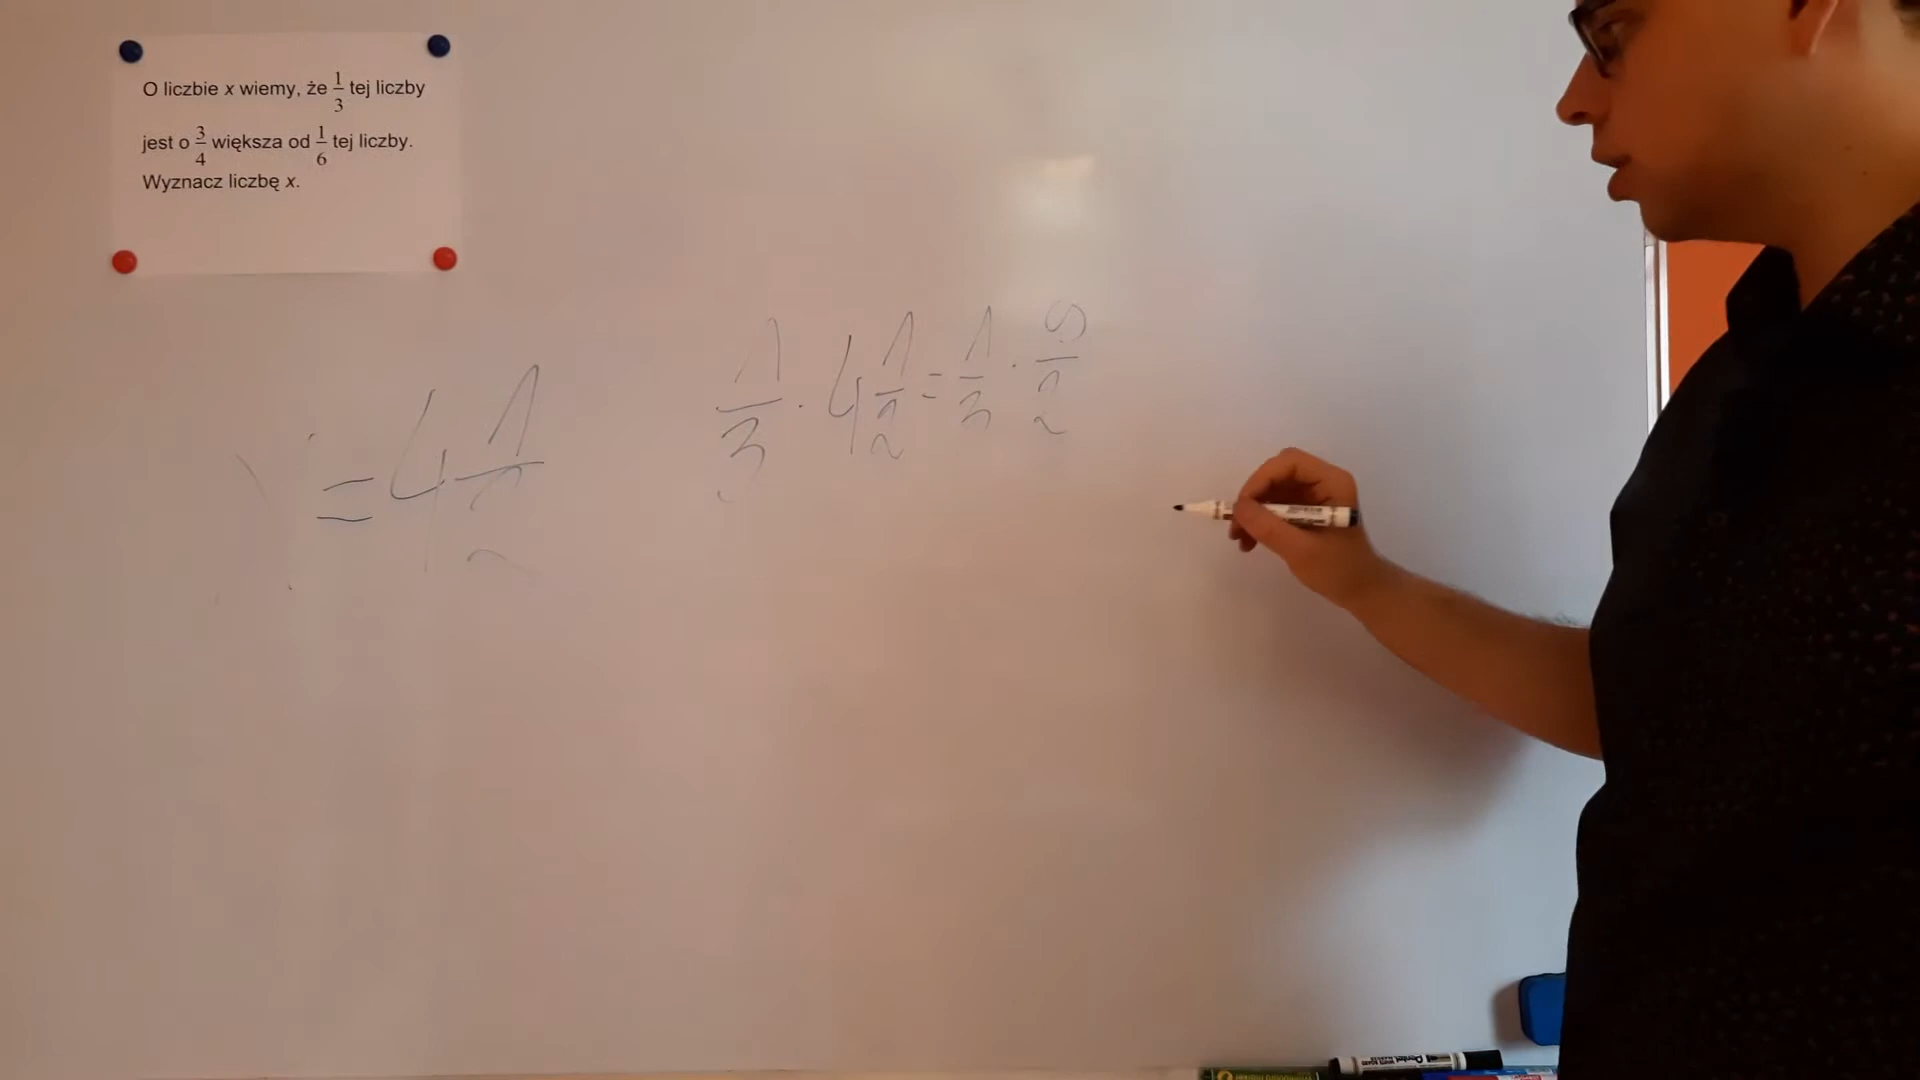 O liczbie x wiemy, że 1/3 tej liczby
jest o 3/4 większa od 1/6 tej liczby.
Wyznacz liczbę x.
= 4 1/2
1/3 · 4 1/2 = 1/3 · 9/2
Pentel